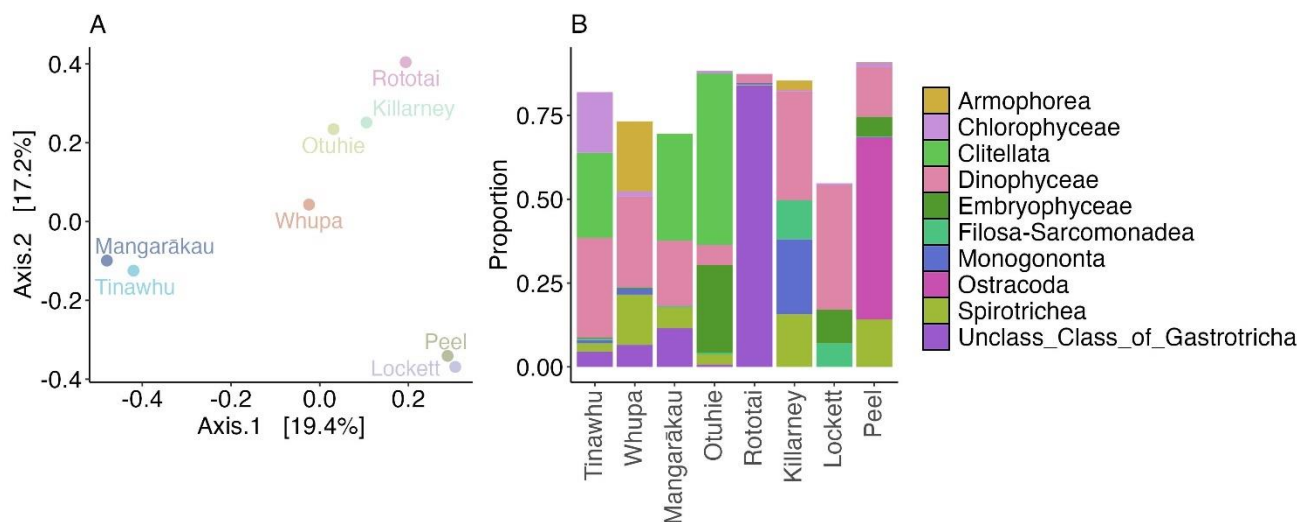 A
Axis.2 [17.2%]
0.4
0.2
0.0
-0.2
-0.4
Rototai
Killarney
Otuhie
Whupa
Mangarākau
Tinawhu
Peel
Lockett
-0.4
-0.2
0.0
0.2
Axis.1 [19.4%]
B
Proportion
0.75
0.50
0.25
0.00
Tinawhu
Whupa
Mangarākau
Otuhie
Rototai
Killarney
Lockett
Peel
Armophorea
Chlorophyceae
Clitellata
Dinophyceae
Embryophyceae
Filosa-Sarcomonadea
Monogononta
Ostracoda
Spirotrichea
Unclass_Class_of_Gastrotricha